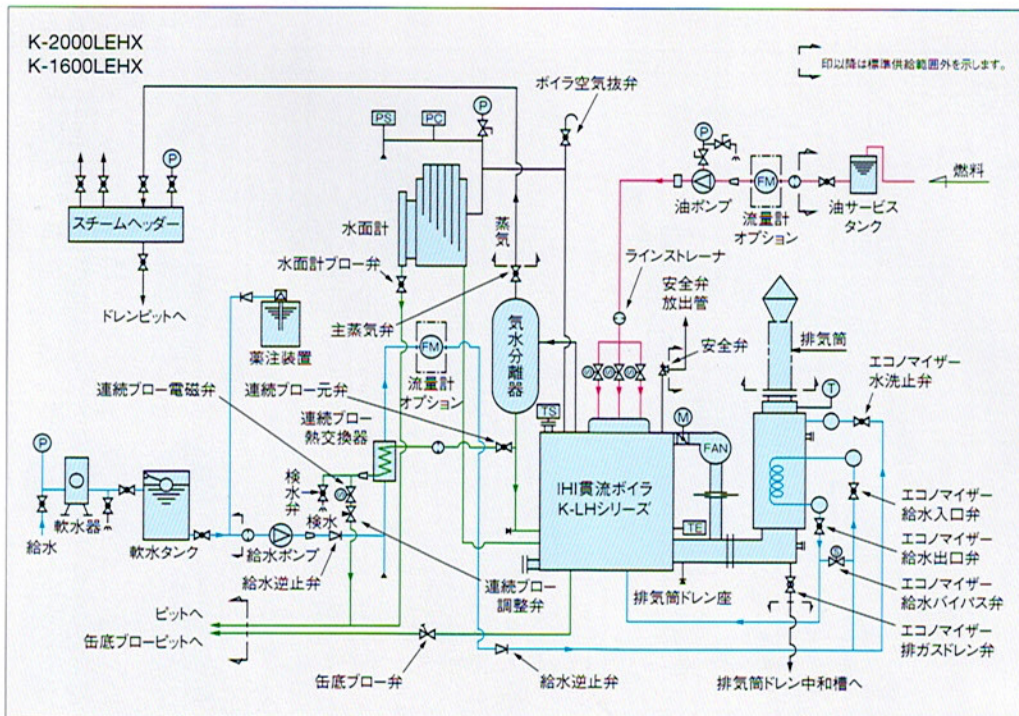 K-2000LEHX
K-1600LEHX
印以降は標準供給範囲外を示します。
ボイラ空気抜弁
PS
PC
P
P
P
燃料
油ポンプ
FM
流量計
オプション
油サービス
タンク
スチームヘッダー
水面計
蒸気
水面計ブロー弁
ラインストレーナ
安全弁
放出管
ドレンピットへ
主蒸気弁
気水分離器
安全弁
排気筒
薬注装置
FM
流量計
オプション
エコノマイザー
水洗止弁
連続ブロー電磁弁
連続ブロー元弁
連続ブロー
熱交換器
TS
M
FAN
T
P
検水弁
IHI貫流ボイラ
K-LHシリーズ
エコノマイザー
給水入口弁
軟水器
給水
軟水タンク
給水ポンプ
検水
給水逆止弁
連続ブロー
調整弁
TE
排気筒ドレン座
S
エコノマイザー
給水出口弁
エコノマイザー
給水バイパス弁
エコノマイザー
排ガスドレン弁
ピットへ
缶底ブローピットへ
缶底ブロー弁
給水逆止弁
排気筒ドレン中和槽へ